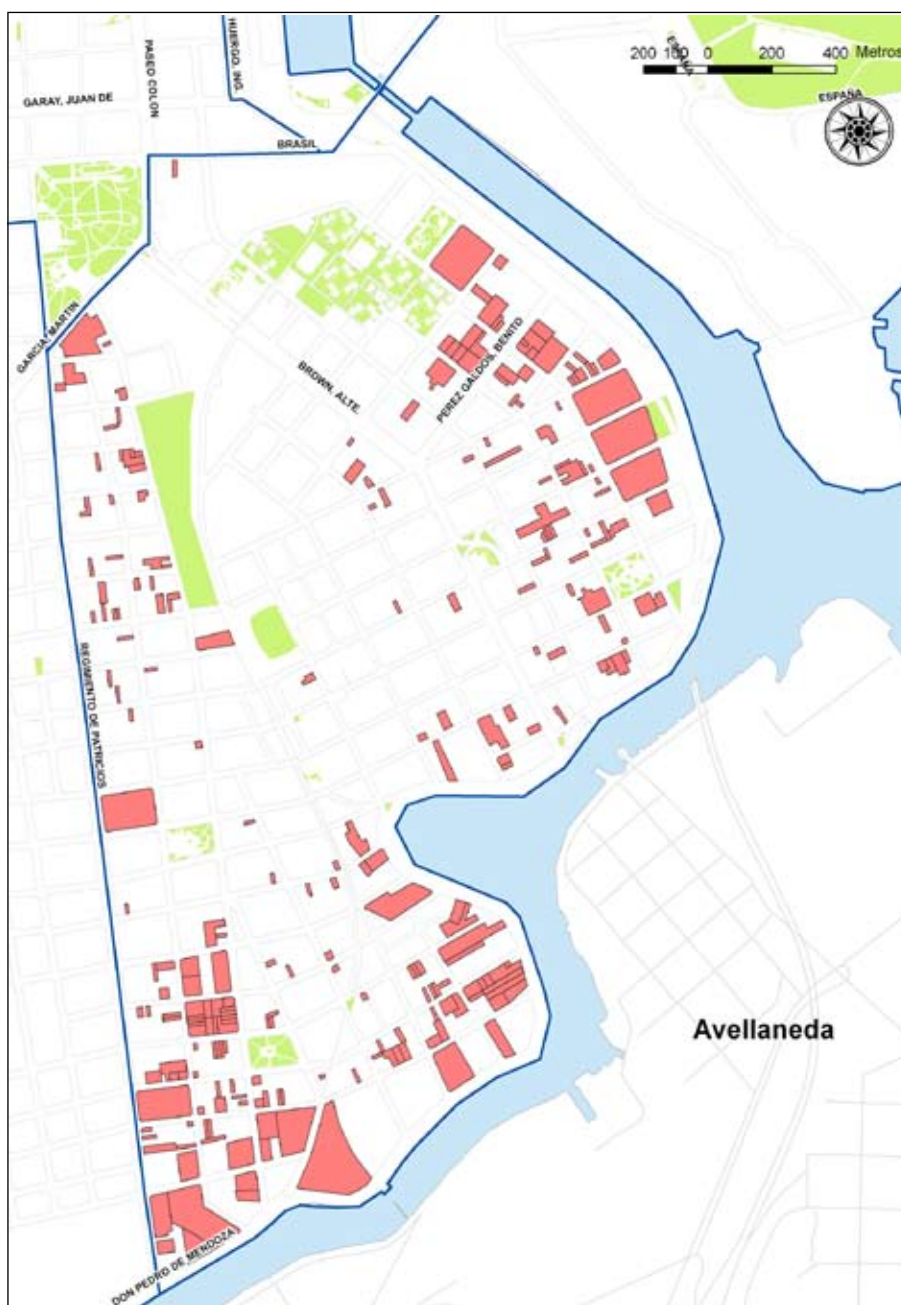 HUERGO, ING.
PASEO COLON
ESPAÑA
200 100 0 200 400 Metros
GARAY, JUAN DE
ESPAÑA
BRASIL
GARCIA, MARTIN
BROWN, ALTE.
PEREZ GALDOS, BENITO
REGIMIENTO DE PATRICIOS
Avellaneda
DON PEDRO DE MENDOZA